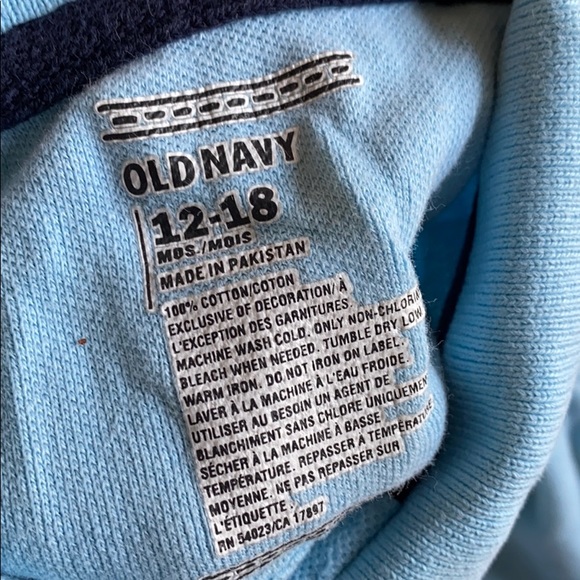 OLD NAVY
12-18
MOS./MOIS
MADE IN PAKISTAN
100% COTTON/COTON
EXCLUSIVE OF DECORATION/ À
L'EXCEPTION DES GARNITURES.
MACHINE WASH COLD. ONLY NON-CHLORIN
BLEACH WHEN NEEDED. TUMBLE DRY LOW
WARM IRON. DO NOT IRON ON LABEL.
LAVER À LA MACHINE À L'EAU FROIDE.
UTILISER AU BESOIN UN AGENT DE
BLANCHIMENT SANS CHLORE UNIQUEMENT
SÉCHER À LA MACHINE À BASSE
TEMPÉRATURE. REPASSER À TEMPÉRATURE
MOYENNE. NE PAS REPASSER SUR
L'ÉTIQUETTE.
RN 54023/CA 17897